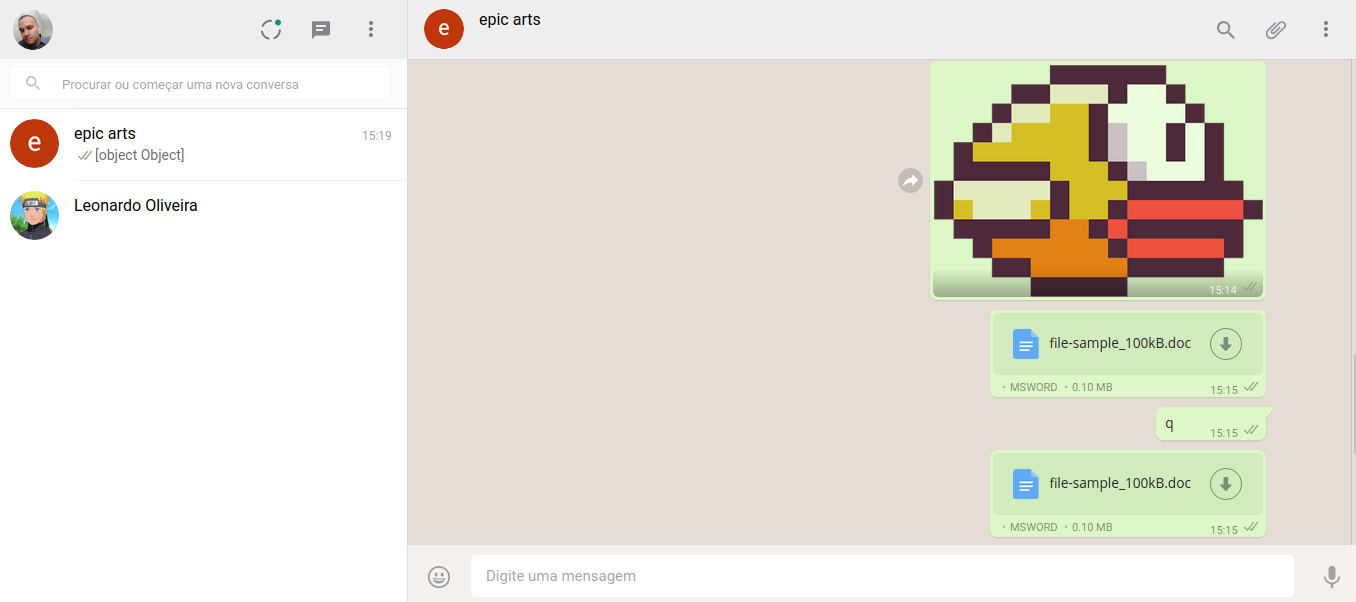 Procurar ou começar uma nova conversa
e
epic arts
15:19
[object Object]
Leonardo Oliveira
e
epic arts
15:14
file-sample_100kB.doc
· MSWORD · 0.10 MB
15:15
q
15:15
file-sample_100kB.doc
· MSWORD · 0.10 MB
15:15
Digite uma mensagem